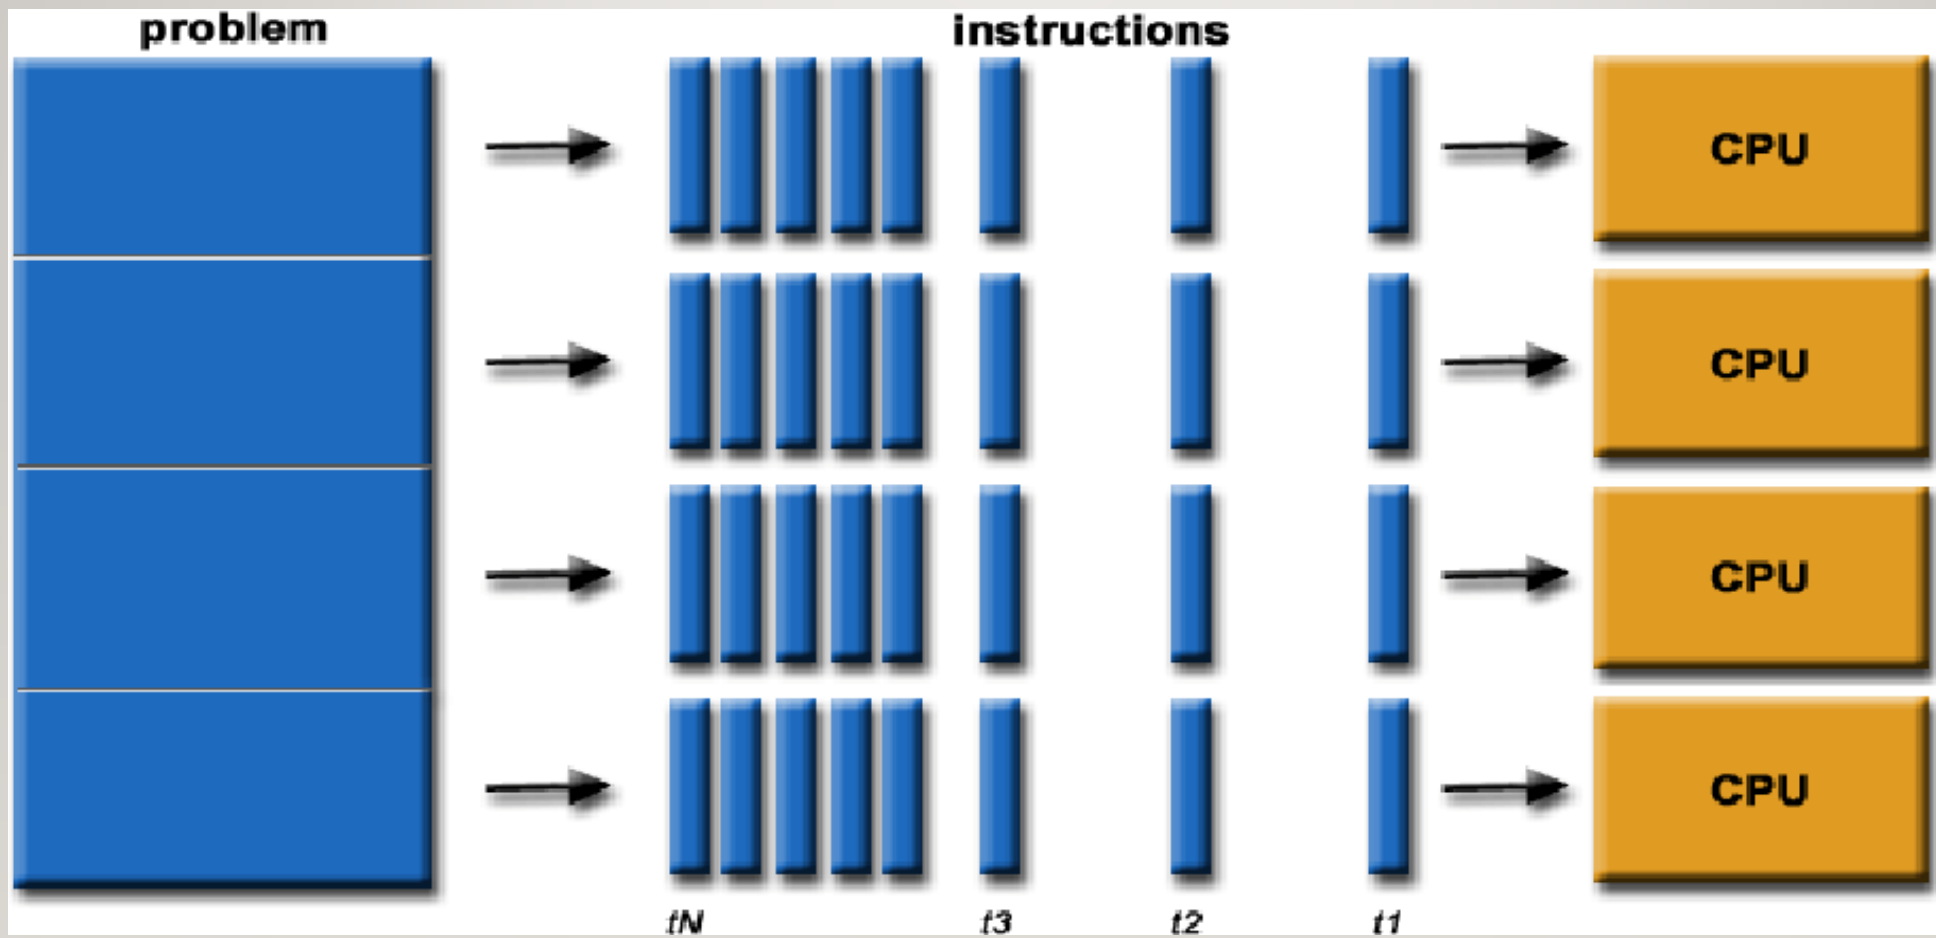 problem
instructions
CPU
CPU
CPU
CPU
tN
t3
t2
t1